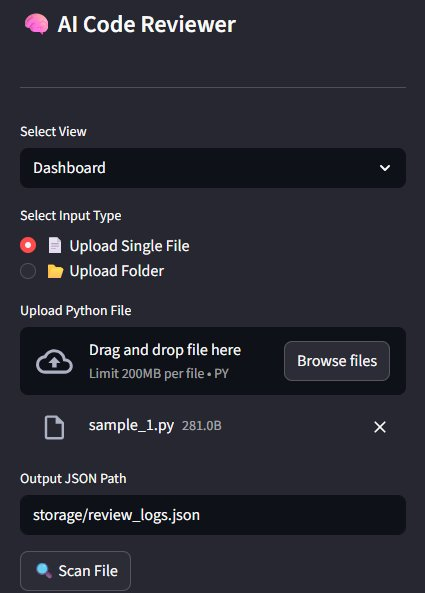 AI Code Reviewer
Select View
Dashboard
Select Input Type
Upload Single File
Upload Folder
Upload Python File
Drag and drop file here
Limit 200MB per file • PY
Browse files
sample_1.py 281.0B
Output JSON Path
storage/review_logs.json
Scan File